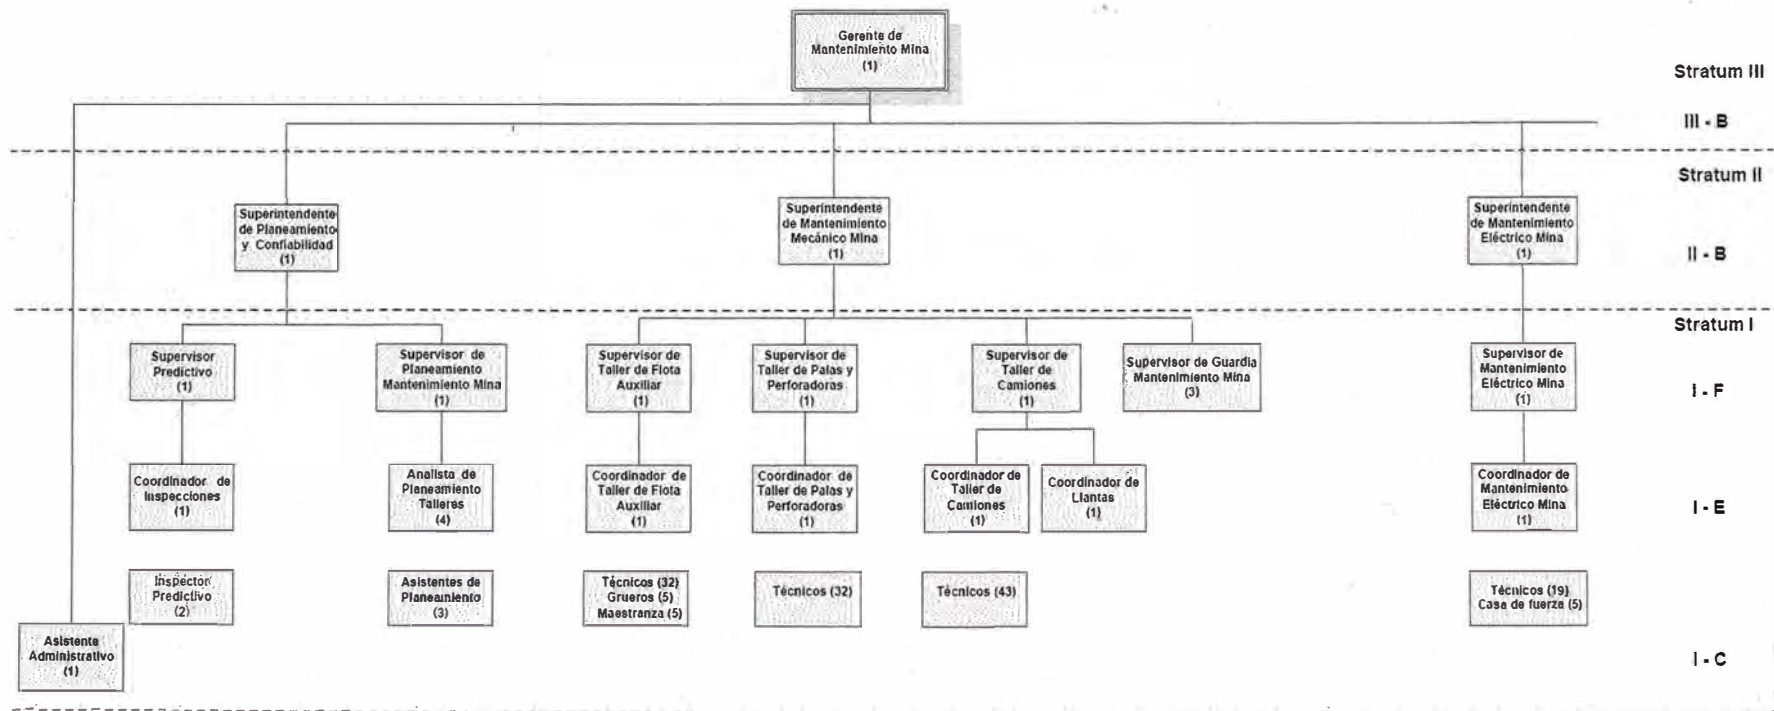 Gerente de
Mantenimiento Mina
(1)
Stratum III
III - B
Stratum II
Superintendente
de Planeamiento
y Confiabilidad
(1)
Superintendente
de Mantenimiento
Mecánico Mina
(1)
Superintendente
de Mantenimiento
Eléctrico Mina
(1)
II - B
Stratum I
Supervisor
Predictivo
(1)
Supervisor de
Planeamiento
Mantenimiento Mina
(1)
Supervisor de
Taller de Flota
Auxiliar
(1)
Supervisor de
Taller de Palas y
Perforadoras
(1)
Supervisor de
Taller de
Camiones
(1)
Supervisor de Guardia
Mantenimiento Mina
(3)
Supervisor de
Mantenimiento
Eléctrico Mina
(1)
I - F
Coordinador de
Inspecciones
(1)
Analista de
Planeamiento
Talleres
(4)
Coordinador de
Taller de Flota
Auxiliar
(1)
Coordinador de
Taller de Palas y
Perforadoras
(1)
Coordinador de
Taller de
Camiones
(1)
Coordinador de
Llantas
(1)
Coordinador de
Mantenimiento
Eléctrico Mina
(1)
I - E
Inspector
Predictivo
(2)
Asistentes de
Planeamiento
(3)
Técnicos (32)
Grueros (5)
Maestranza (5)
Técnicos (32)
Técnicos (43)
Técnicos (19)
Casa de fuerza (5)
Asistente
Administrativo
(1)
I - C